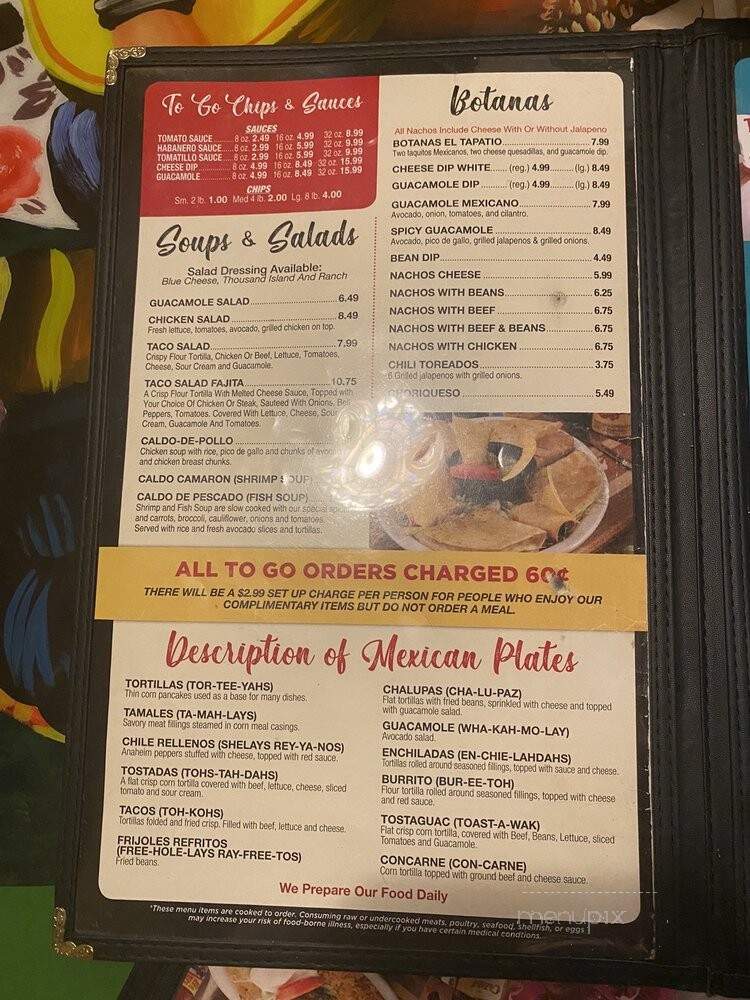 To Go Chips & Sauces
SAUCES
TOMATO SAUCE......8 oz. 2.49 16 oz. 4.99 32 oz. 8.99
HABANERO SAUCE.....8 oz. 2.99 16 oz. 5.99 32 oz. 9.99
TOMATILLO SAUCE.....8 oz. 2.99 16 oz. 5.99 32 oz. 9.99
CHEESE DIP......8 oz. 4.99 16 oz. 8.49 32 oz. 15.99
GUACAMOLE......8 oz. 4.99 16 oz. 8.49 32 oz. 15.99
CHIPS
Sm. 2 lb. 1.00 Med 4 lb. 2.00 Lg. 8 lb. 4.00
Soups & Salads
Salad Dressing Available:
Blue Cheese, Thousand Island And Ranch
GUACAMOLE SALAD......6.49
CHICKEN SALAD......8.49
Fresh lettuce, tomatoes, avocado, grilled chicken on top.
TACO SALAD......7.99
Crispy Flour Tortilla, Chicken Or Beef, Lettuce, Tomatoes,
Cheese, Sour Cream and Guacamole.
TACO SALAD FAJITA......10.75
A Crisp Flour Tortilla With Melted Cheese Sauce, Topped with
Your Choice Of Chicken Or Steak, Sauteed With Onions, Bell
Peppers, Tomatoes. Covered With Lettuce, Cheese, Sour
Cream, Guacamole And Tomatoes.
CALDO-DE-POLLO
Chicken soup with rice, pico de gallo and chunks of avocado
and chicken breast chunks.
CALDO CAMARON (SHRIMP SOUP)
CALDO DE PESCADO (FISH SOUP)
Shrimp and Fish Soup are slow cooked with our special
and carrots, broccoli, cauliflower, onions and tomatoes.
Served with rice and fresh avocado slices and tortillas.
Botanas
All Nachos Include Cheese With Or Without Jalapeno
BOTANAS EL TAPATIO......7.99
Two taquitos Mexicanos, two cheese quesadillas, and guacamole dip.
CHEESE DIP WHITE......(reg.) 4.99......(lg.) 8.49
GUACAMOLE DIP......(reg.) 4.99......(lg.) 8.49
GUACAMOLE MEXICANO......7.99
Avocado, onion, tomatoes, and cilantro.
SPICY GUACAMOLE......8.49
Avocado, pico de gallo, grilled jalapenos & grilled onions.
BEAN DIP......4.49
NACHOS CHEESE......5.99
NACHOS WITH BEANS......6.25
NACHOS WITH BEEF......6.75
NACHOS WITH BEEF & BEANS......6.75
NACHOS WITH CHICKEN......6.75
CHILI TOREADOS......3.75
6 Grilled jalapenos with grilled onions.
CHORIQUESO......5.49
ALL TO GO ORDERS CHARGED 60¢
THERE WILL BE A $2.99 SET UP CHARGE PER PERSON FOR PEOPLE WHO ENJOY OUR
COMPLIMENTARY ITEMS BUT DO NOT ORDER A MEAL.
Description of Mexican Plates
TORTILLAS (TOR-TEE-YAHS)
Thin corn pancakes used as a base for many dishes.
TAMALES (TA-MAH-LAYS)
Savory meat fillings steamed in corn meal casings.
CHILE RELLENOS (SHELAYS REY-YA-NOS)
Anaheim peppers stuffed with cheese, topped with red sauce.
TOSTADAS (TOHS-TAH-DAHS)
A flat crisp corn tortilla covered with beef, lettuce, cheese, sliced
tomato and sour cream.
TACOS (TOH-KOHS)
Tortillas folded and fried crisp. Filled with beef, lettuce and cheese.
FRIJOLES REFRITOS
(FREE-HOLE-LAYS RAY-FREE-TOS)
Fried beans.
CHALUPAS (CHA-LU-PAZ)
Flat tortillas with fried beans, sprinkled with cheese and topped
with guacamole salad.
GUACAMOLE (WHA-KAH-MO-LAY)
Avocado salad.
ENCHILADAS (EN-CHIE-LAHDAHS)
Tortillas rolled around seasoned fillings, topped with sauce and cheese.
BURRITO (BUR-EE-TOH)
Flour tortilla rolled around seasoned fillings, topped with cheese
and red sauce.
TOSTAGUAC (TOAST-A-WAK)
Flat crisp corn tortilla, covered with Beef, Beans, Lettuce, sliced
Tomatoes and Guacamole.
CONCARNE (CON-CARNE)
Corn tortilla topped with ground beef and cheese sauce.
We Prepare Our Food Daily
*These menu items are cooked to order. Consuming raw or undercooked meats, poultry, seafood, shellfish, or eggs
may increase your risk of food-borne illness, especially if you have certain medical condtions.
menupix